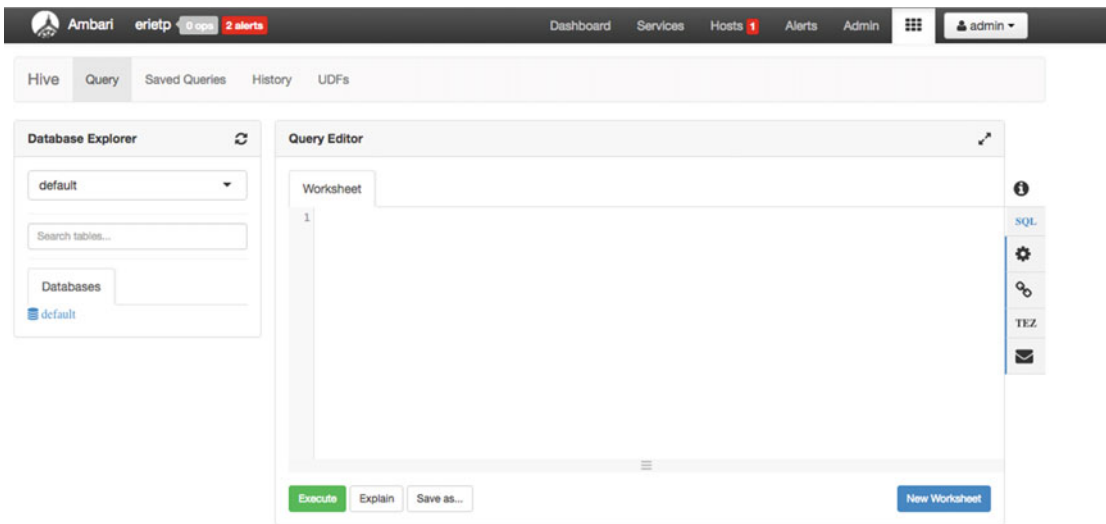 Ambari erietp 0 ops 2 alerts Dashboard Services Hosts 1 Alerts Admin admin
Hive Query Saved Queries History UDFs
Database Explorer
default
Search tables...
Databases
default
Query Editor
Worksheet
1
SQL
TEZ
Execute Explain Save as... New Worksheet